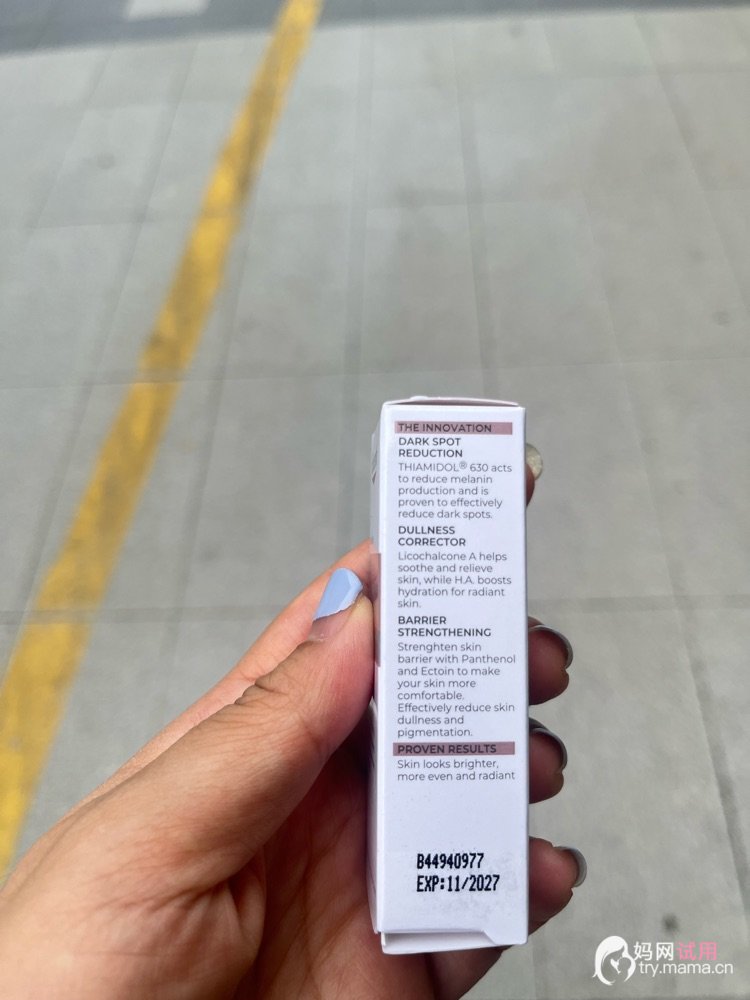 THE INNOVATION
DARK SPOT
REDUCTION
THIAMIDOL® 630 acts
to reduce melanin
production and is
proven to effectively
reduce dark spots.
DULLNESS
CORRECTOR
Licochalcone A helps
soothe and relieve
skin, while H.A. boosts
hydration for radiant
skin.
BARRIER
STRENGTHENING
Strenghten skin
barrier with Panthenol
and Ectoin to make
your skin more
comfortable.
Effectively reduce skin
dullness and
pigmentation.
PROVEN RESULTS
Skin looks brighter,
more even and radiant
B44940977
EXP:11/2027
妈网试用
try.mama.cn